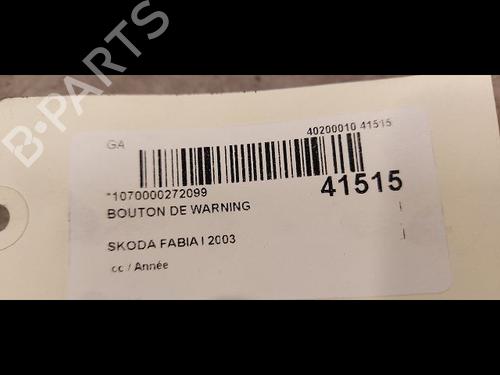 B-PARTS
GA
40200010 41515
*1070000272099
41515
BOUTON DE WARNING
SKODA FABIA I 2003
cc / Année